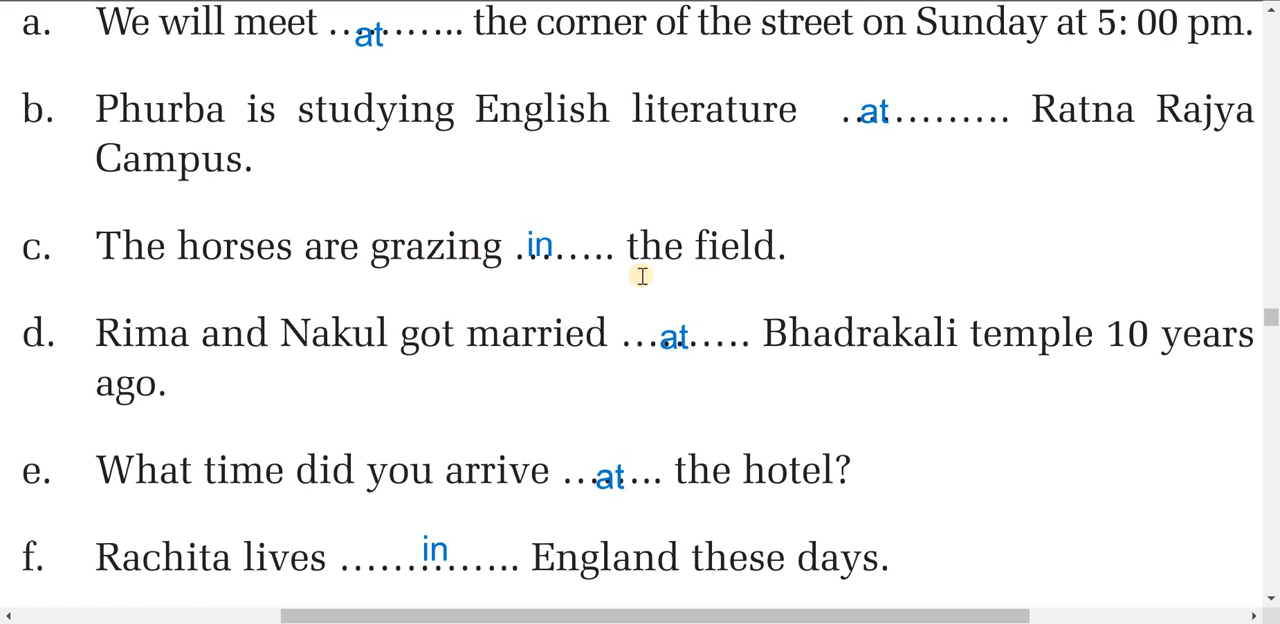 a. We will meet ..at........ the corner of the street on Sunday at 5: 00 pm.
b. Phurba is studying English literature ..at.......... Ratna Rajya
Campus.
c. The horses are grazing .in...... the field.
d. Rima and Nakul got married ...at..... Bhadrakali temple 10 years
ago.
e. What time did you arrive ...at... the hotel?
f. Rachita lives ......in....... England these days.